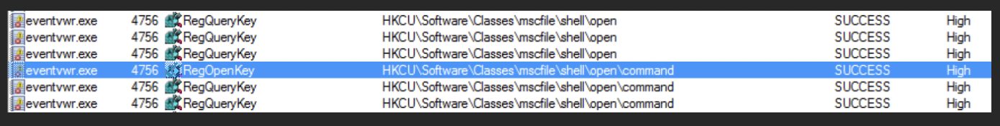 eventvwr.exe 4756 RegQueryKey HKCU\Software\Classes\mscfile\shell\open SUCCESS High
eventvwr.exe 4756 RegQueryKey HKCU\Software\Classes\mscfile\shell\open SUCCESS High
eventvwr.exe 4756 RegQueryKey HKCU\Software\Classes\mscfile\shell\open SUCCESS High
eventvwr.exe 4756 RegOpenKey HKCU\Software\Classes\mscfile\shell\open\command SUCCESS High
eventvwr.exe 4756 RegQueryKey HKCU\Software\Classes\mscfile\shell\open\command SUCCESS High
eventvwr.exe 4756 RegQueryKey HKCU\Software\Classes\mscfile\shell\open\command SUCCESS High